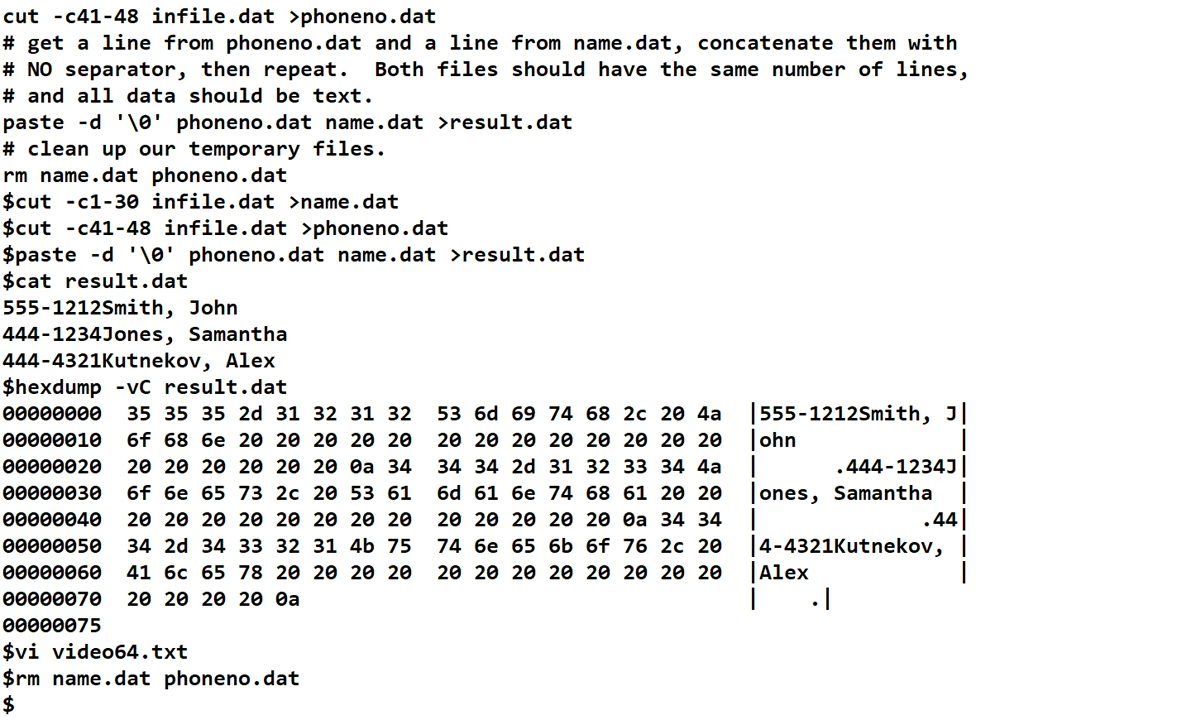 cut -c41-48 infile.dat >phoneno.dat
# get a line from phoneno.dat and a line from name.dat, concatenate them with
# NO separator, then repeat.  Both files should have the same number of lines,
# and all data should be text.
paste -d '\0' phoneno.dat name.dat >result.dat
# clean up our temporary files.
rm name.dat phoneno.dat
$cut -c1-30 infile.dat >name.dat
$cut -c41-48 infile.dat >phoneno.dat
$paste -d '\0' phoneno.dat name.dat >result.dat
$cat result.dat
555-1212Smith, John
444-1234Jones, Samantha
444-4321Kutnekov, Alex
$hexdump -vC result.dat
00000000  35 35 35 2d 31 32 31 32  53 6d 69 74 68 2c 20 4a  |555-1212Smith, J|
00000010  6f 68 6e 20 20 20 20 20  20 20 20 20 20 20 20 20  |ohn             |
00000020  20 20 20 20 20 20 0a 34  34 34 2d 31 32 33 34 4a  |      .444-1234J|
00000030  6f 6e 65 73 2c 20 53 61  6d 61 6e 74 68 61 20 20  |ones, Samantha  |
00000040  20 20 20 20 20 20 20 20  20 20 20 20 20 0a 34 34  |             .44|
00000050  34 2d 34 33 32 31 4b 75  74 6e 65 6b 6f 76 2c 20  |4-4321Kutnekov, |
00000060  41 6c 65 78 20 20 20 20  20 20 20 20 20 20 20 20  |Alex            |
00000070  20 20 20 20 0a                                    |    .|
00000075
$vi video64.txt
$rm name.dat phoneno.dat
$